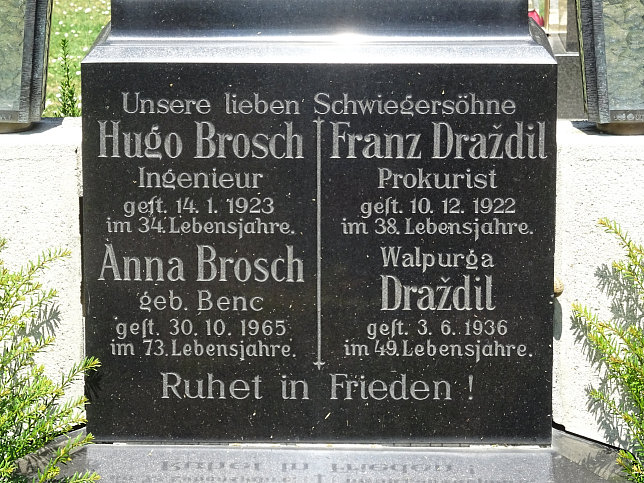 Unsere lieben Schwiegersöhne
Hugo Brosch
Ingenieur
geſt. 14. 1. 1923
im 34. Lebensjahre.
Anna Brosch
geb. Benc
geſt. 30. 10. 1965
im 73. Lebensjahre.
Franz Draždil
Prokurist
geſt. 10. 12. 1922
im 38. Lebensjahre.
Walpurga
Draždil
geſt. 3. 6. 1936
im 49. Lebensjahre.
Ruhet in Frieden !